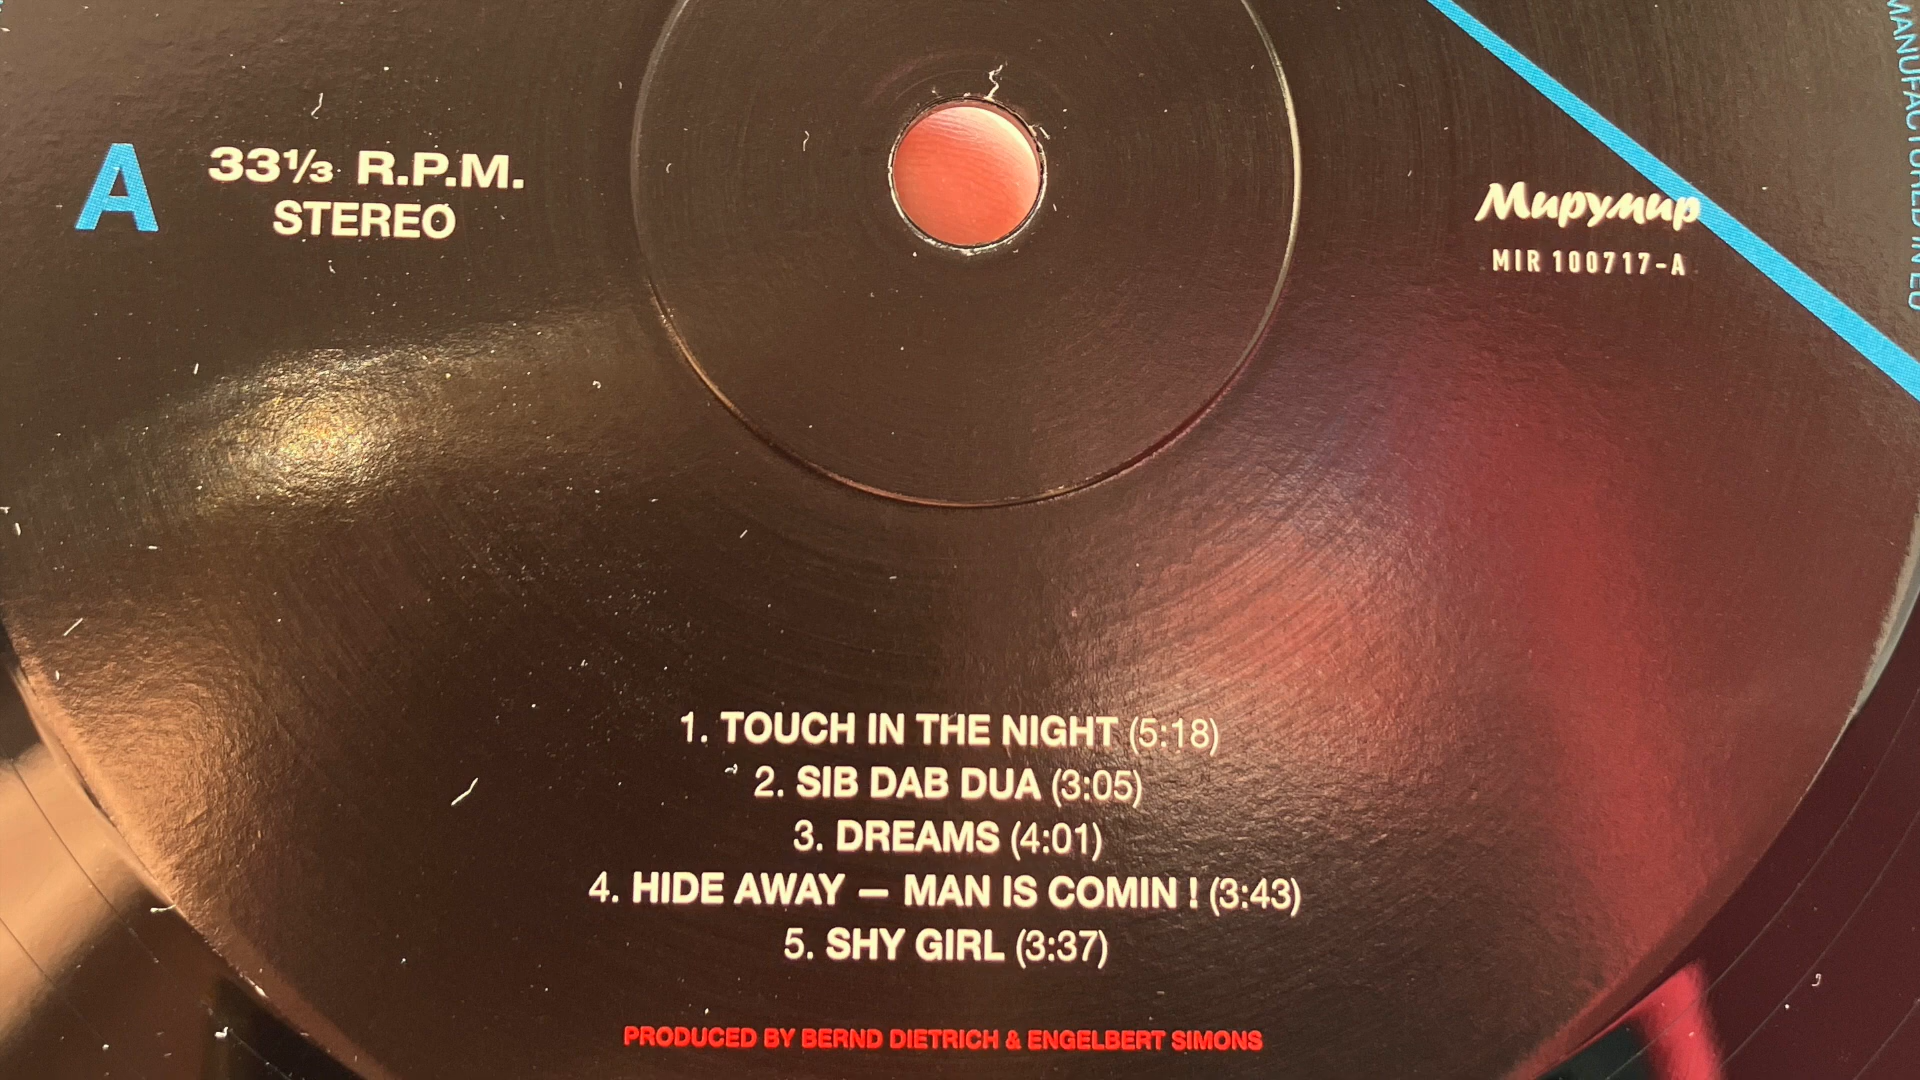 A
33⅓ R.P.M.
STEREO
Мирумир
MIR 100717-A
MANUFACTURED IN EU
1. TOUCH IN THE NIGHT (5:18)
2. SIB DAB DUA (3:05)
3. DREAMS (4:01)
4. HIDE AWAY – MAN IS COMIN ! (3:43)
5. SHY GIRL (3:37)
PRODUCED BY BERND DIETRICH & ENGELBERT SIMONS